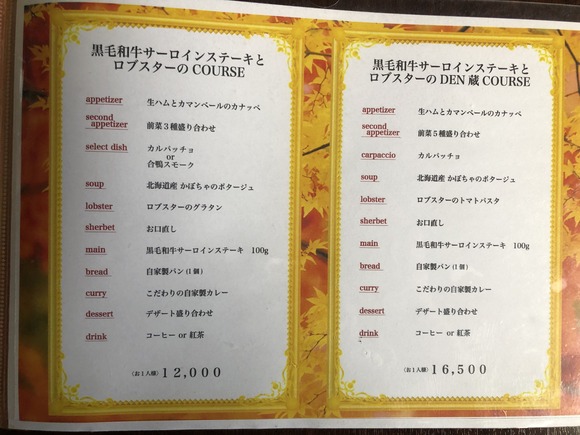 黒毛和牛サーロインステーキと
ロブスターの COURSE
appetizer 生ハムとカマンベールのカナッペ
second
appetizer 前菜３種盛り合わせ
select dish カルパッチョ
or
合鴨スモーク
soup 北海道産 かぼちゃのポタージュ
lobster ロブスターのグラタン
sherbet お口直し
main 黒毛和牛サーロインステーキ 100g
bread 自家製パン(１個)
curry こだわりの自家製カレー
dessert デザート盛り合わせ
drink コーヒー or 紅茶
(お１人様) 12,000
黒毛和牛サーロインステーキと
ロブスターの DEN 蔵 COURSE
appetizer 生ハムとカマンベールのカナッペ
second
appetizer 前菜５種盛り合わせ
carpaccio カルパッチョ
soup 北海道産 かぼちゃのポタージュ
lobster ロブスターのトマトパスタ
sherbet お口直し
main 黒毛和牛サーロインステーキ 100g
bread 自家製パン(１個)
curry こだわりの自家製カレー
dessert デザート盛り合わせ
drink コーヒー or 紅茶
(お１人様) 16,500